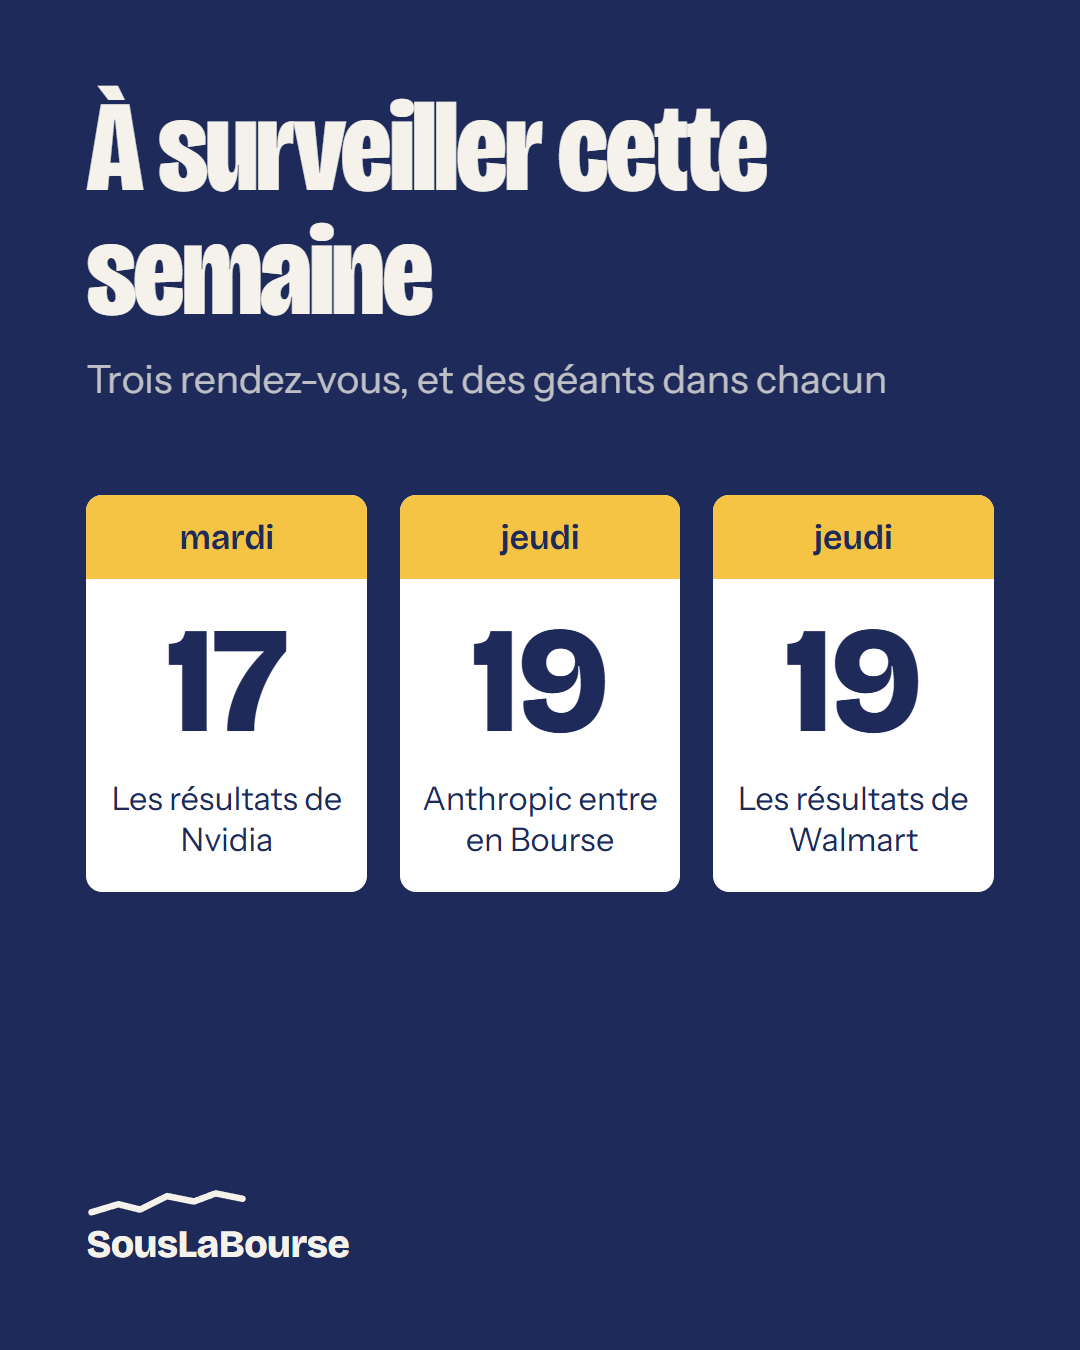 À surveiller cette
semaine
Trois rendez-vous, et des géants dans chacun
mardi
17
Les résultats de
Nvidia
jeudi
19
Anthropic entre
en Bourse
jeudi
19
Les résultats de
Walmart
SousLaBourse